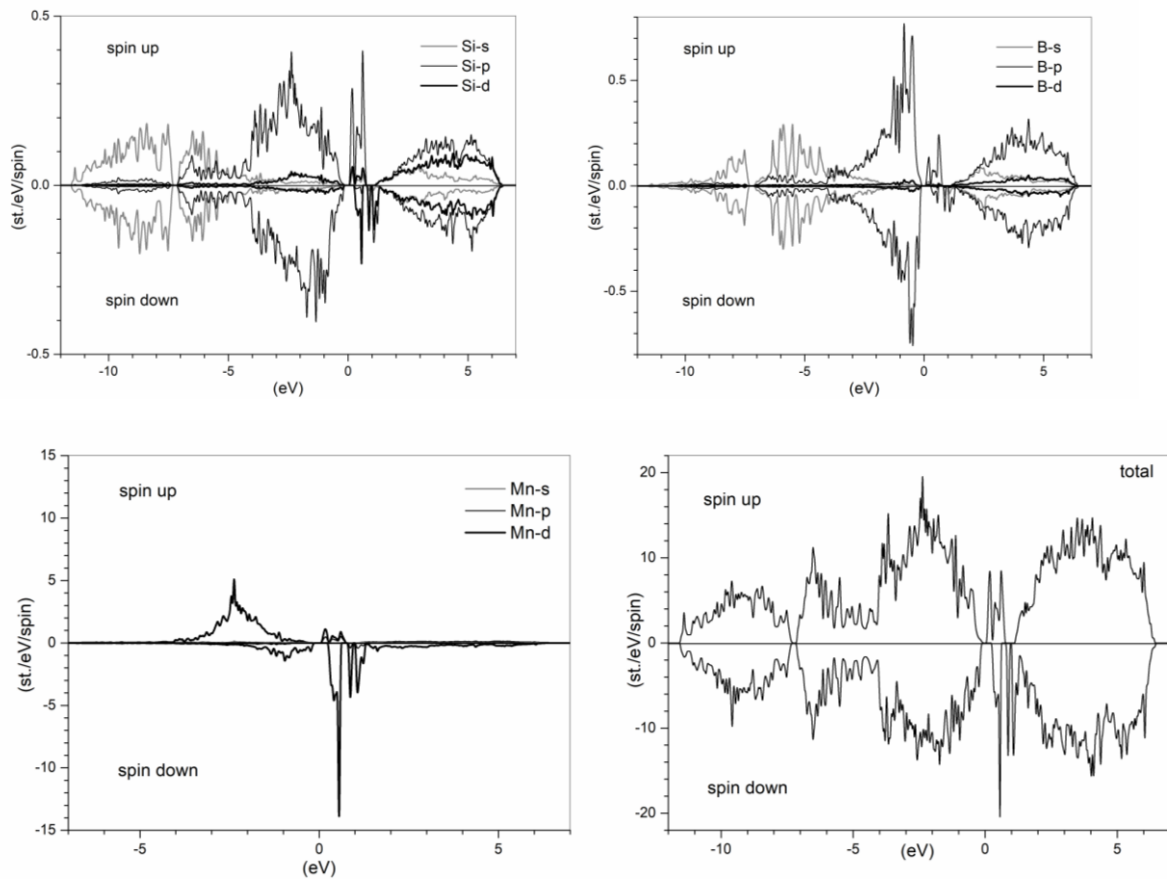 0.5
spin up
Si-s
Si-p
Si-d
0.0
spin down
-0.5
-10
-5
0
5
(eV)
(st./eV/spin)
spin up
B-s
B-p
B-d
0.5
0.0
-0.5
spin down
-10
-5
0
5
(eV)
(st./eV/spin)
15
10
5
0
-5
-10
-15
spin up
Mn-s
Mn-p
Mn-d
spin down
-5
0
5
(eV)
(st./eV/spin)
20
10
0
-10
-20
total
spin up
spin down
-10
-5
0
5
(eV)
(st./eV/spin)